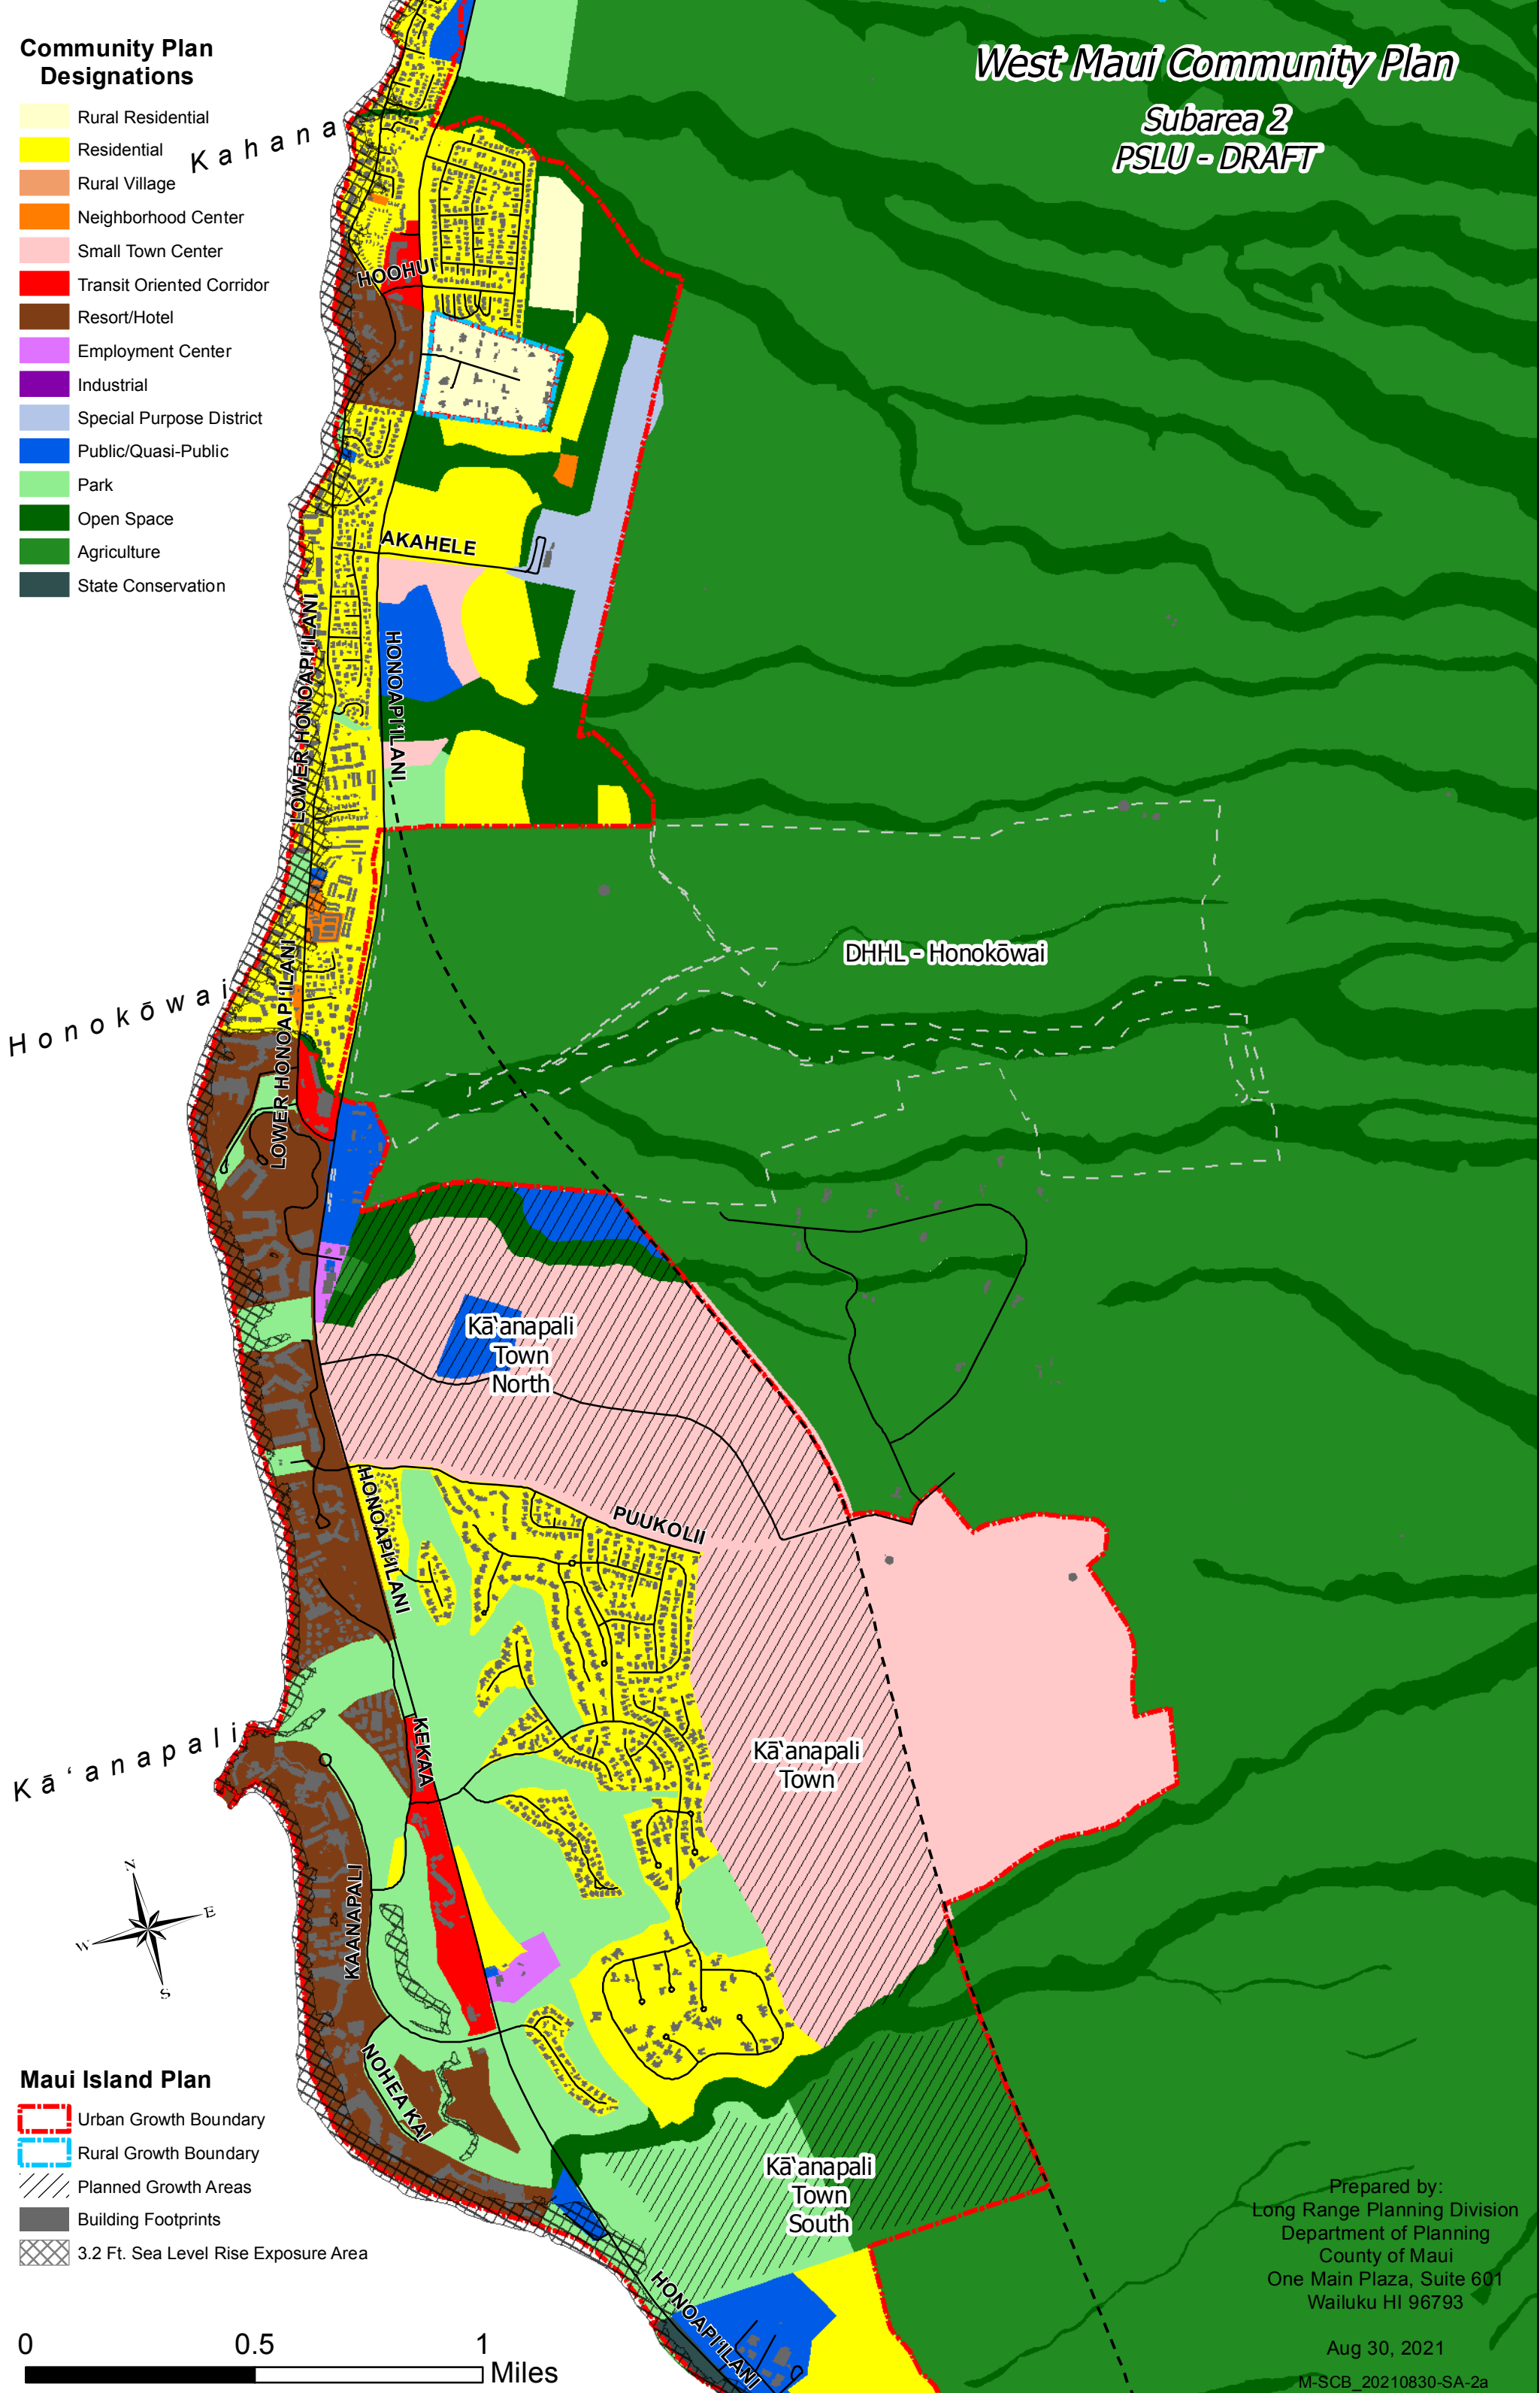 West Maui Community Plan
Subarea 2
PSLU - DRAFT
Community Plan
Designations
Rural Residential
Residential
Rural Village
Neighborhood Center
Small Town Center
Transit Oriented Corridor
Resort/Hotel
Employment Center
Industrial
Special Purpose District
Public/Quasi-Public
Park
Open Space
Agriculture
State Conservation
Kahana
HOOHUI
AKAHELE
LOWER HONOAPI'ILANI
HONOAPI'ILANI
DHHL - Honokōwai
Honokōwai
LOWER HONOAPI'ILANI
Kā‘anapali
Town
North
HONOAPI'ILANI
PUUKOLII
Kā‘anapali
KEKAA
Kā‘anapali
Town
KAANAPALI
N
E
W
S
NOHEA KAI
Kā‘anapali
Town
South
HONOAPI'ILANI
Maui Island Plan
Urban Growth Boundary
Rural Growth Boundary
Planned Growth Areas
Building Footprints
3.2 Ft. Sea Level Rise Exposure Area
0 0.5 1
Miles
Prepared by:
Long Range Planning Division
Department of Planning
County of Maui
One Main Plaza, Suite 601
Wailuku HI 96793
Aug 30, 2021
M-SCB_20210830-SA-2a